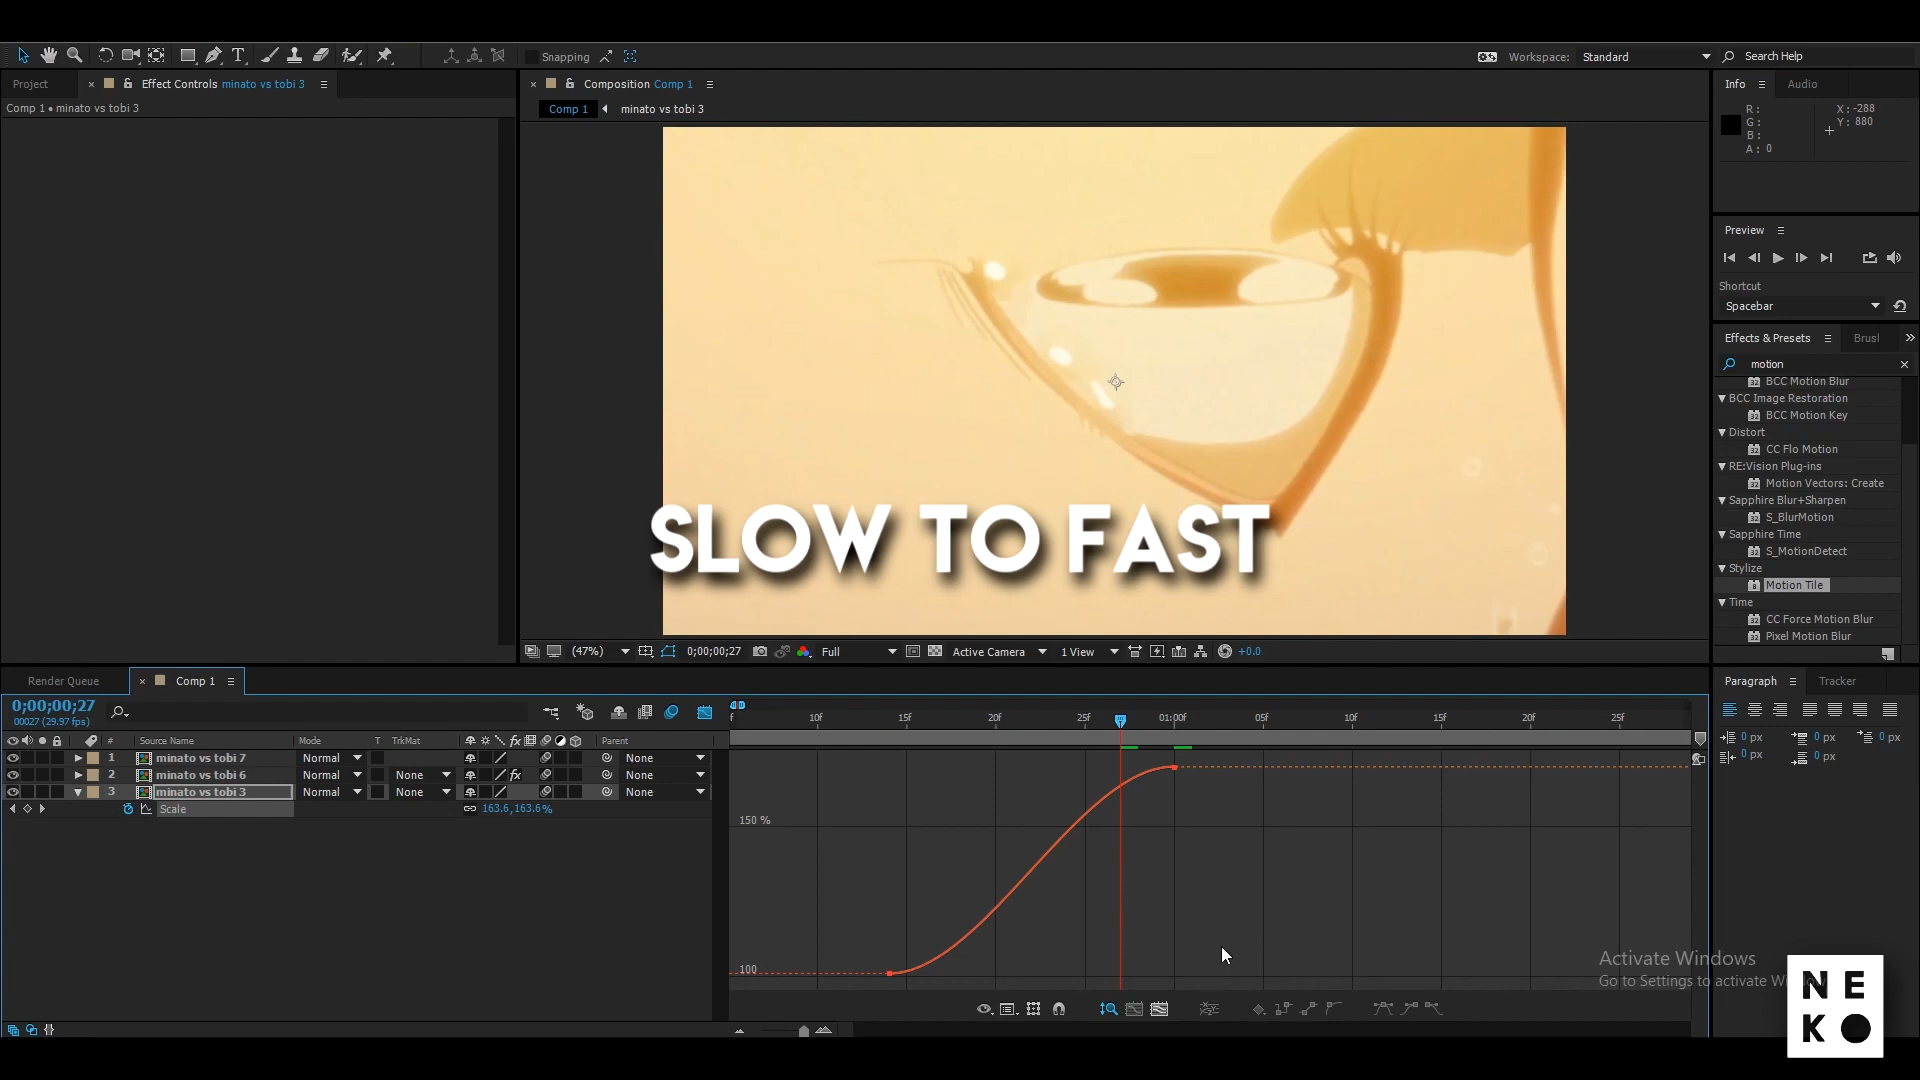 Snapping
Workspace: Standard
Search Help
Project
Effect Controls minato vs tobi 3
Composition Comp 1
Info
Audio
Comp 1 • minato vs tobi 3
Comp 1
minato vs tobi 3
R :
G :
B :
A : 0
X : -288
Y : 880
Preview
Shortcut
Spacebar
Effects & Presets
Brusl
motion
BCC Motion Blur
BCC Image Restoration
BCC Motion Key
Distort
CC Flo Motion
RE:Vision Plug-ins
Motion Vectors: Create
Sapphire Blur+Sharpen
S_BlurMotion
Sapphire Time
S_MotionDetect
Stylize
Motion Tile
Time
CC Force Motion Blur
Pixel Motion Blur
SLOW TO FAST
(47%)
0;00;00;27
Full
Active Camera
1 View
+0.0
Render Queue
Comp 1
Paragraph
Tracker
0;00;00;27
00027 (29.97 fps)
f 10f 15f 20f 25f 01:00f 05f 10f 15f 20f 25f
# Source Name Mode T TrkMat fx Parent
1 minato vs tobi 7 Normal None
2 minato vs tobi 6 Normal None fx None
3 minato vs tobi 3 Normal None None
Scale 163.6,163.6%
0 px 0 px 0 px
0 px 0 px
150 %
100
Activate Windows
Go to Settings to activate W
NE
K